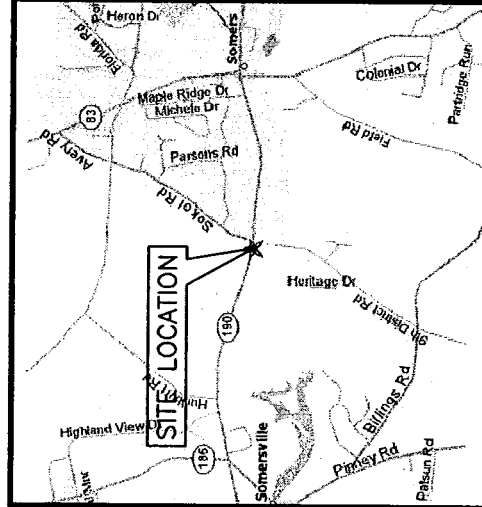 Heron Dr
Florida Rd
Avery Rd
83
Somers
Maple Ridge Dr
Michele Dr
Parsons Rd
Colonial Dr
Partridge Run
Field Rd
Sokol Rd
SITE LOCATION
190
Heritage Dr
9th District Rd
Highland View Dr
186
Somersville
Billings Rd
Pinney Rd